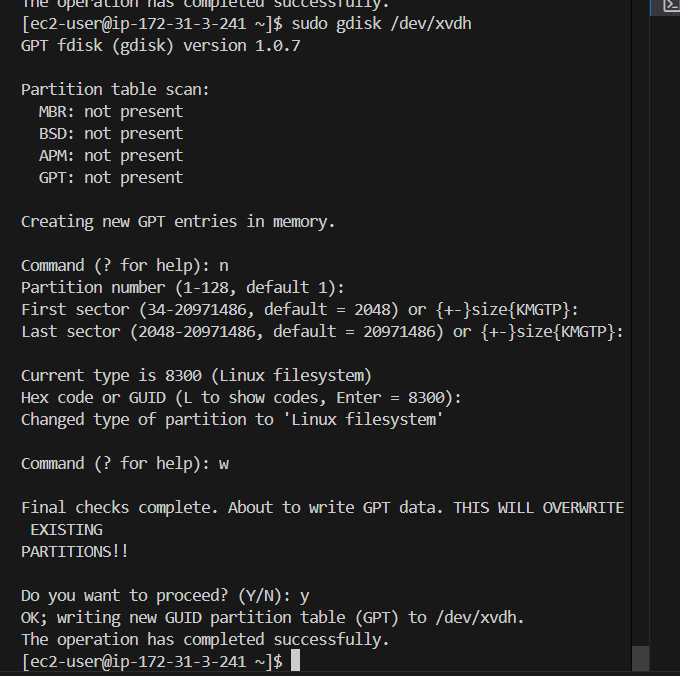 The operation has completed successfully.
[ec2-user@ip-172-31-3-241 ~]$ sudo gdisk /dev/xvdh
GPT fdisk (gdisk) version 1.0.7
Partition table scan:
  MBR: not present
  BSD: not present
  APM: not present
  GPT: not present
Creating new GPT entries in memory.
Command (? for help): n
Partition number (1-128, default 1):
First sector (34-20971486, default = 2048) or {+-}size{KMGTP}:
Last sector (2048-20971486, default = 20971486) or {+-}size{KMGTP}:
Current type is 8300 (Linux filesystem)
Hex code or GUID (L to show codes, Enter = 8300):
Changed type of partition to 'Linux filesystem'
Command (? for help): w
Final checks complete. About to write GPT data. THIS WILL OVERWRITE
 EXISTING
PARTITIONS!!
Do you want to proceed? (Y/N): y
OK; writing new GUID partition table (GPT) to /dev/xvdh.
The operation has completed successfully.
[ec2-user@ip-172-31-3-241 ~]$